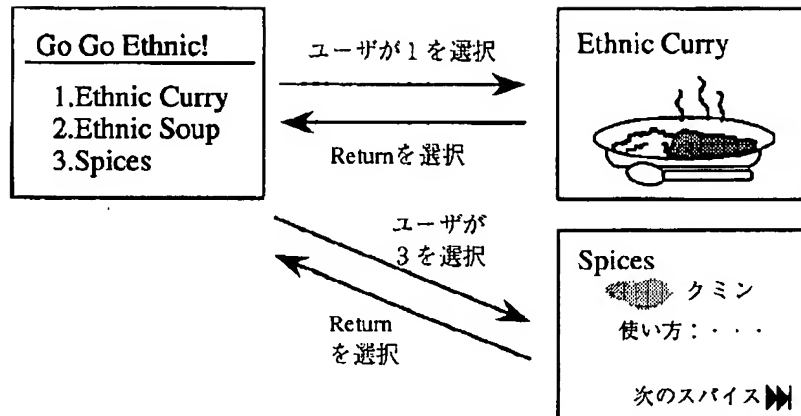 Go Go Ethnic!
1.Ethnic Curry
2.Ethnic Soup
3.Spices
ユーザが1を選択
Returnを選択
Ethnic Curry
ユーザが
3を選択
Return
を選択
Spices
クミン
使い方：・・・
次のスパイス